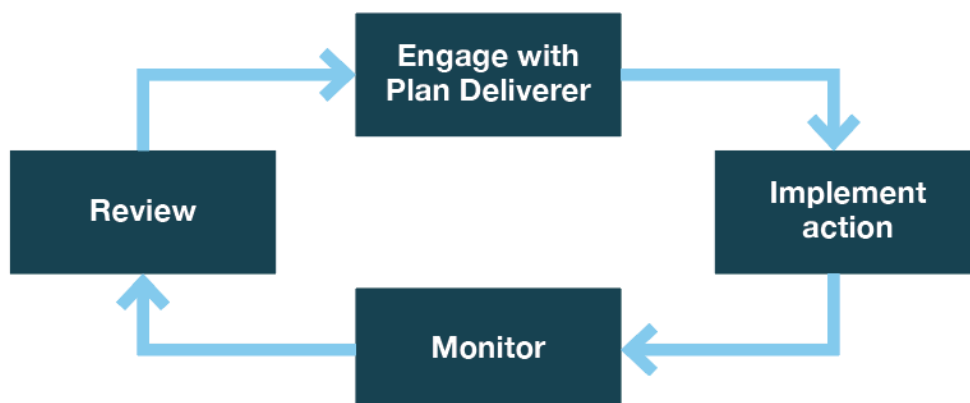 Engage with
Plan Deliverer
Implement
action
Monitor
Review